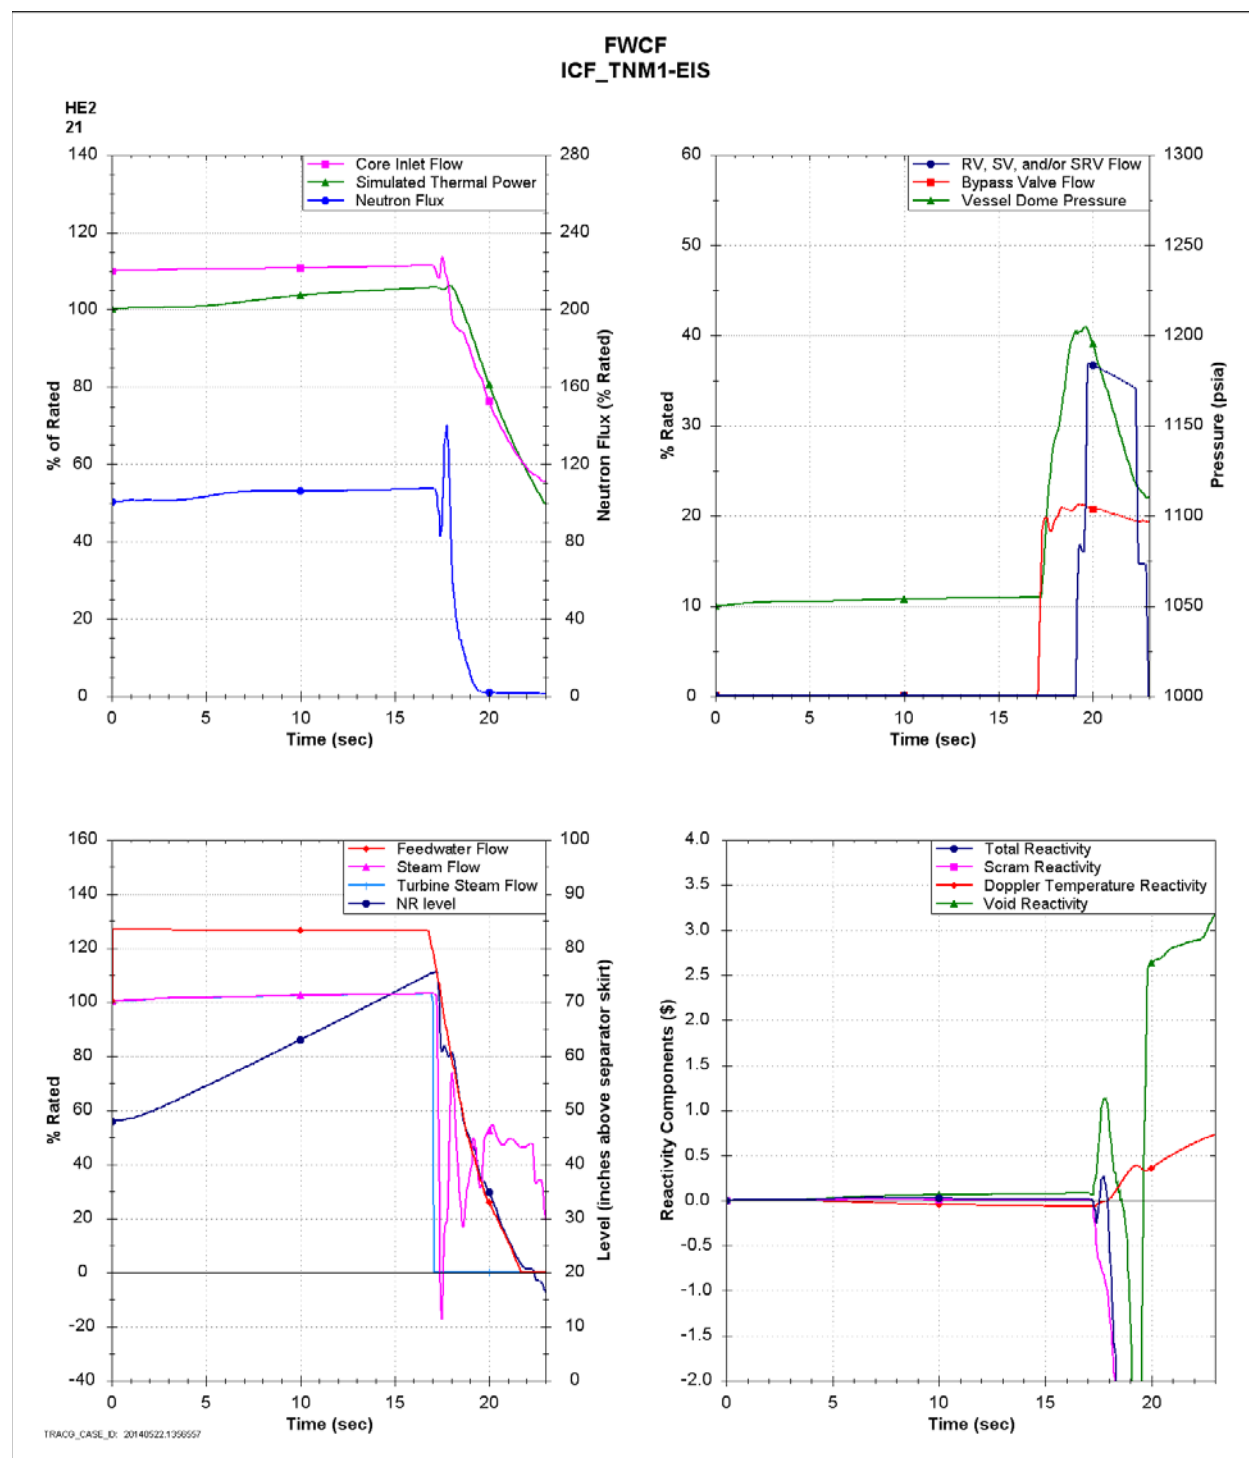 FWCF
ICF_TNM1-EIS
HE2
21
Core Inlet Flow
Simulated Thermal Power
Neutron Flux
140
120
100
80
60
40
20
0
% of Rated
280
240
200
160
120
80
40
0
Neutron Flux (% Rated)
0 5 10 15 20
Time (sec)
RV, SV, and/or SRV Flow
Bypass Valve Flow
Vessel Dome Pressure
60
50
40
30
20
10
0
% Rated
1300
1250
1200
1150
1100
1050
1000
Pressure (psia)
0 5 10 15 20
Time (sec)
Feedwater Flow
Steam Flow
Turbine Steam Flow
NR level
160
140
120
100
80
60
40
20
0
-20
-40
% Rated
100
90
80
70
60
50
40
30
20
10
0
Level (inches above separator skirt)
0 5 10 15 20
Time (sec)
Total Reactivity
Scram Reactivity
Doppler Temperature Reactivity
Void Reactivity
4.0
3.5
3.0
2.5
2.0
1.5
1.0
0.5
0.0
-0.5
-1.0
-1.5
-2.0
Reactivity Components ($)
0 5 10 15 20
Time (sec)
TRACG_CASE_ID: 20140522.1356557